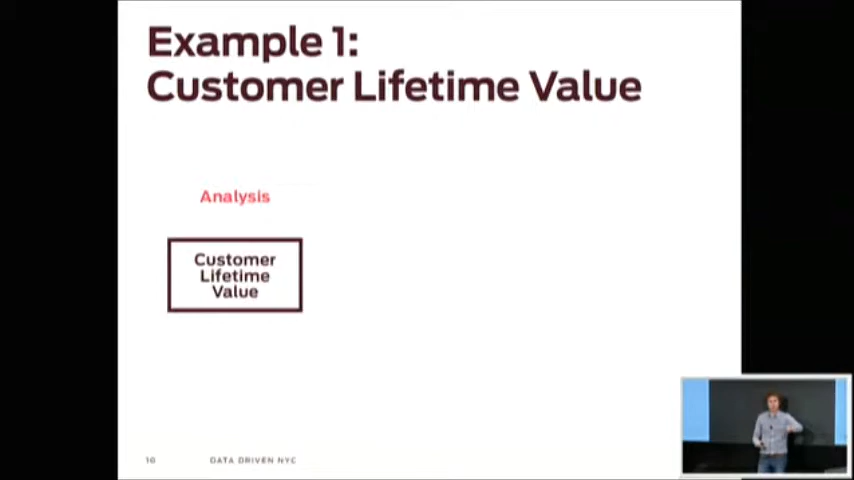 Example 1:
Customer Lifetime Value
Analysis
Customer
Lifetime
Value
10 DATA DRIVEN NYC